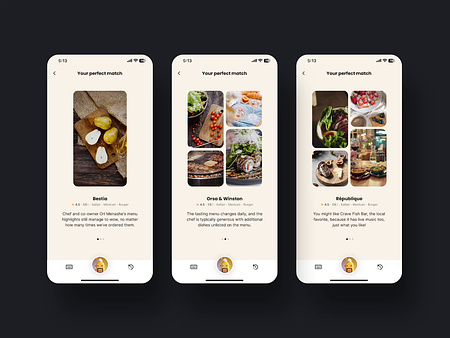 5:13
Your perfect match
Bestia
4.5 · $$ · Italian · Mexican · Burger
Chef and co-owner Ori Menashe's menu
highlights still manage to wow, no matter
how many times we've ordered them.
5:13
Your perfect match
Orsa & Winston
4.5 · $$ · Italian · Mexican · Burger
The tasting menu changes daily, and the
chef is typically generous with additional
dishes unlisted on the menu.
5:13
Your perfect match
République
4.5 · $$ · Italian · Mexican · Burger
You might like Crave Fish Bar, the local
favorite, because it has live music too,
just what you like!